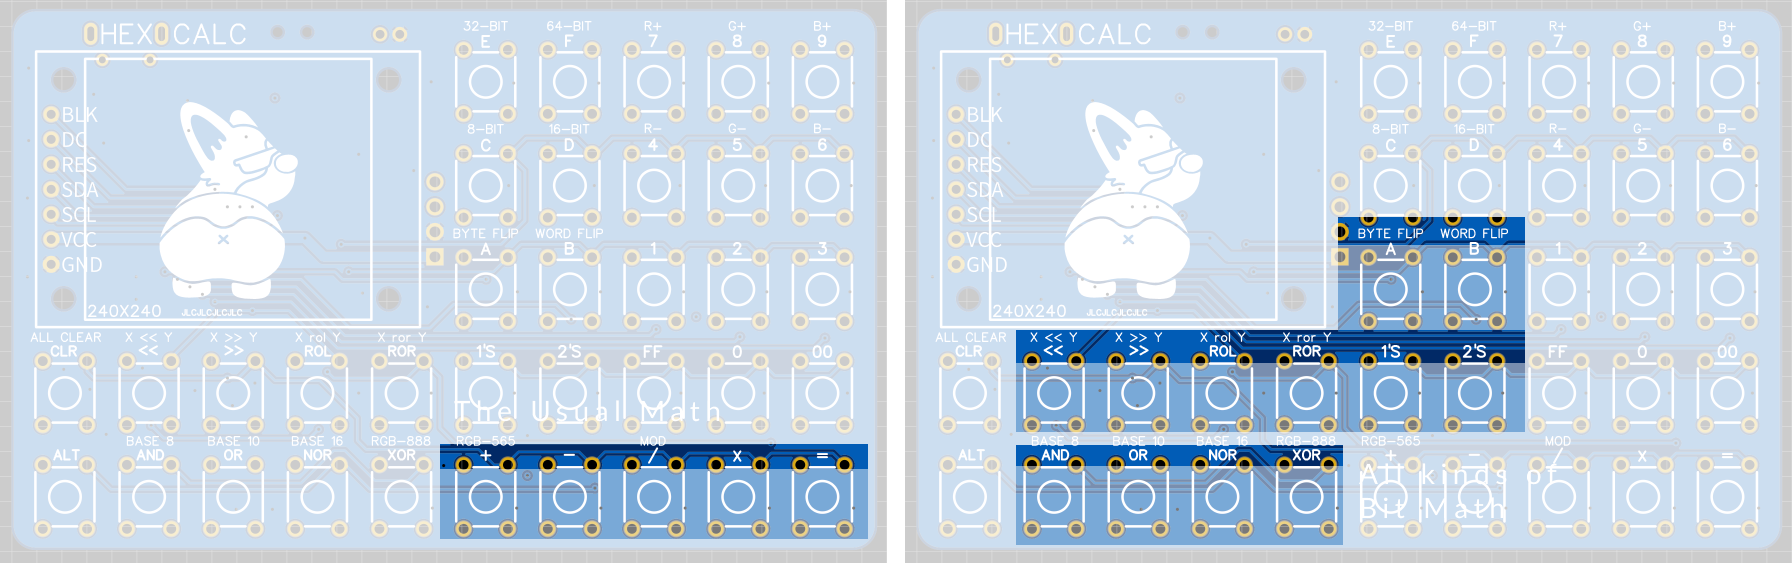 0HEX0CALC
32-BIT 64-BIT R+ G+ B+
E F 7 8 9
BLK
DC
RES
SDA
SCL
VCC
GND
8-BIT 16-BIT R- G- B-
C D 4 5 6
BYTE FLIP WORD FLIP
A B 1 2 3
240X240 JLCJLCJLCJLC
ALL CLEAR X << Y X >> Y X rol Y X ror Y
CLR << >> ROL ROR 1'S 2'S FF 0 00
The Usual Math
BASE 8 BASE 10 BASE 16 RGB-888 RGB-565 MOD
ALT AND OR NOR XOR + - / x =
0HEX0CALC
32-BIT 64-BIT R+ G+ B+
E F 7 8 9
BLK
DC
RES
SDA
SCL
VCC
GND
8-BIT 16-BIT R- G- B-
C D 4 5 6
BYTE FLIP WORD FLIP
A B 1 2 3
240X240 JLCJLCJLCJLC
ALL CLEAR X << Y X >> Y X rol Y X ror Y
CLR << >> ROL ROR 1'S 2'S FF 0 00
BASE 8 BASE 10 BASE 16 RGB-888 RGB-565 MOD
ALT AND OR NOR XOR + - / x =
All kinds of
Bit Math